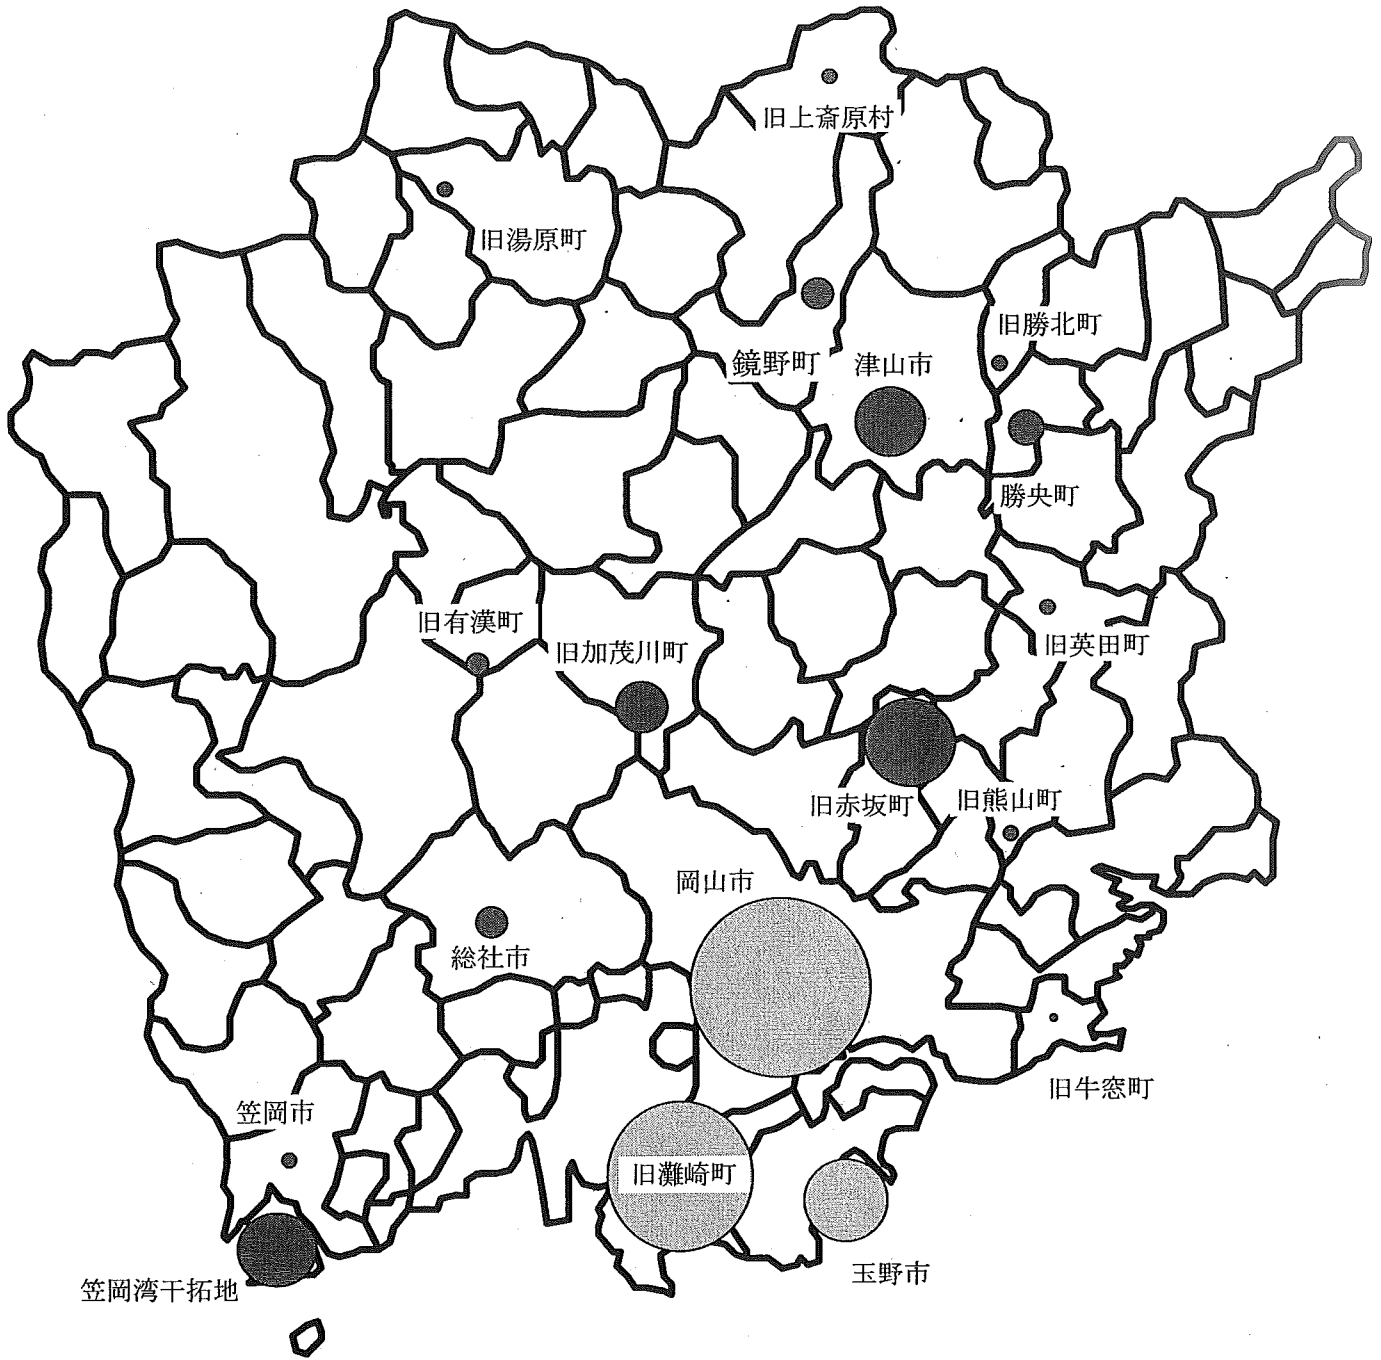 旧上斎原村
旧湯原町
旧勝北町
鏡野町
津山市
勝央町
旧有漢町
旧加茂川町
旧英田町
旧赤坂町
旧熊山町
岡山市
総社市
旧牛窓町
笠岡市
旧灘崎町
玉野市
笠岡湾干拓地